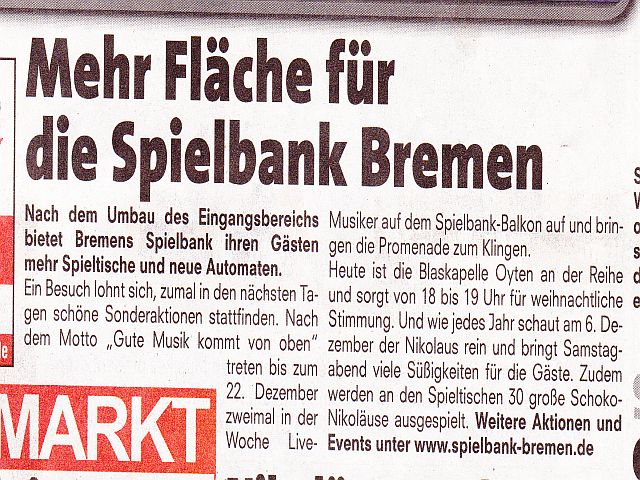 Mehr Fläche für
die Spielbank Bremen
Nach dem Umbau des Eingangsbereichs
bietet Bremens Spielbank ihren Gästen
mehr Spieltische und neue Automaten.
Ein Besuch lohnt sich, zumal in den nächsten Ta-
gen schöne Sonderaktionen stattfinden. Nach
dem Motto „Gute Musik kommt von oben“
treten bis zum
22. Dezember
zweimal in der
Woche Live-
Musiker auf dem Spielbank-Balkon auf und brin-
gen die Promenade zum Klingen.
Heute ist die Blaskapelle Oyten an der Reihe
und sorgt von 18 bis 19 Uhr für weihnachtliche
Stimmung. Und wie jedes Jahr schaut am 6. De-
zember der Nikolaus rein und bringt Samstag-
abend viele Süßigkeiten für die Gäste. Zudem
werden an den Spieltischen 30 große Schoko-
Nikoläuse ausgespielt. Weitere Aktionen und
Events unter www.spielbank-bremen.de
MARKT